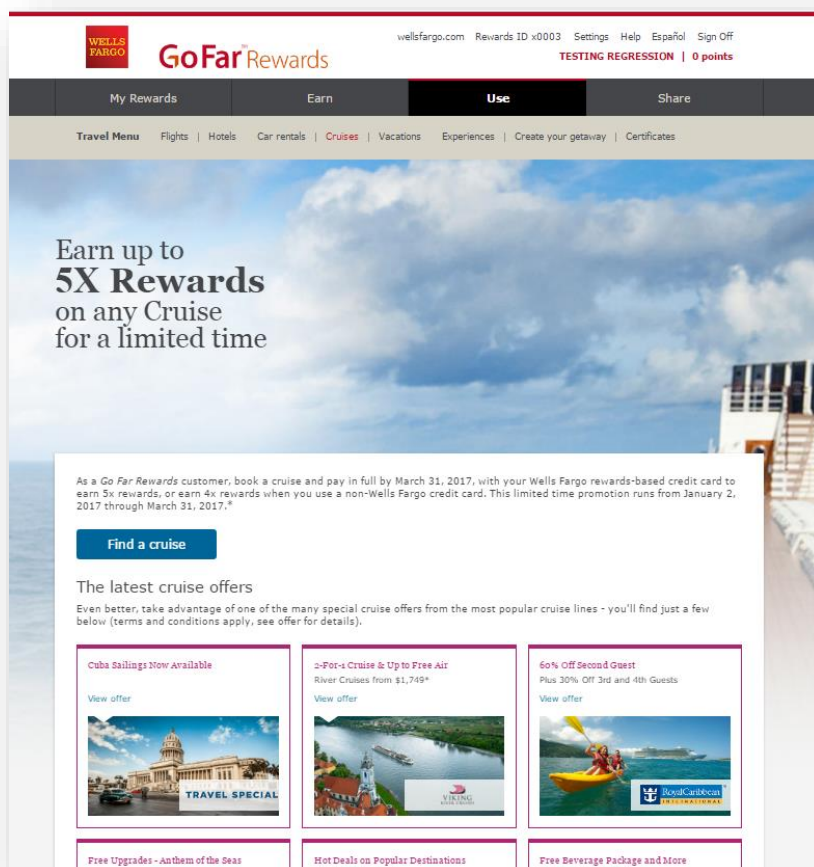 WELLS
FARGO
Go Far™ Rewards
wellsfargo.com Rewards ID x0003 Settings Help Español Sign Off
TESTING REGRESSION | 0 points
My Rewards Earn Use Share
Travel Menu Flights | Hotels Car rentals | Cruises | Vacations Experiences | Create your getaway | Certificates
Earn up to
5X Rewards
on any Cruise
for a limited time
As a Go Far Rewards customer, book a cruise and pay in full by March 31, 2017, with your Wells Fargo rewards-based credit card to
earn 5x rewards, or earn 4x rewards when you use a non-Wells Fargo credit card. This limited time promotion runs from January 2,
2017 through March 31, 2017.*
Find a cruise
The latest cruise offers
Even better, take advantage of one of the many special cruise offers from the most popular cruise lines - you'll find just a few
below (terms and conditions apply, see offer for details).
Cuba Sailings Now Available
View offer
TRAVEL SPECIAL
2-For-1 Cruise & Up to Free Air
River Cruises from $1,749*
View offer
VIKING
RIVER CRUISES
60% Off Second Guest
Plus 30% Off 3rd and 4th Guests
View offer
RoyalCaribbean
INTERNATIONAL
Free Upgrades - Anthem of the Seas
Hot Deals on Popular Destinations
Free Beverage Package and More